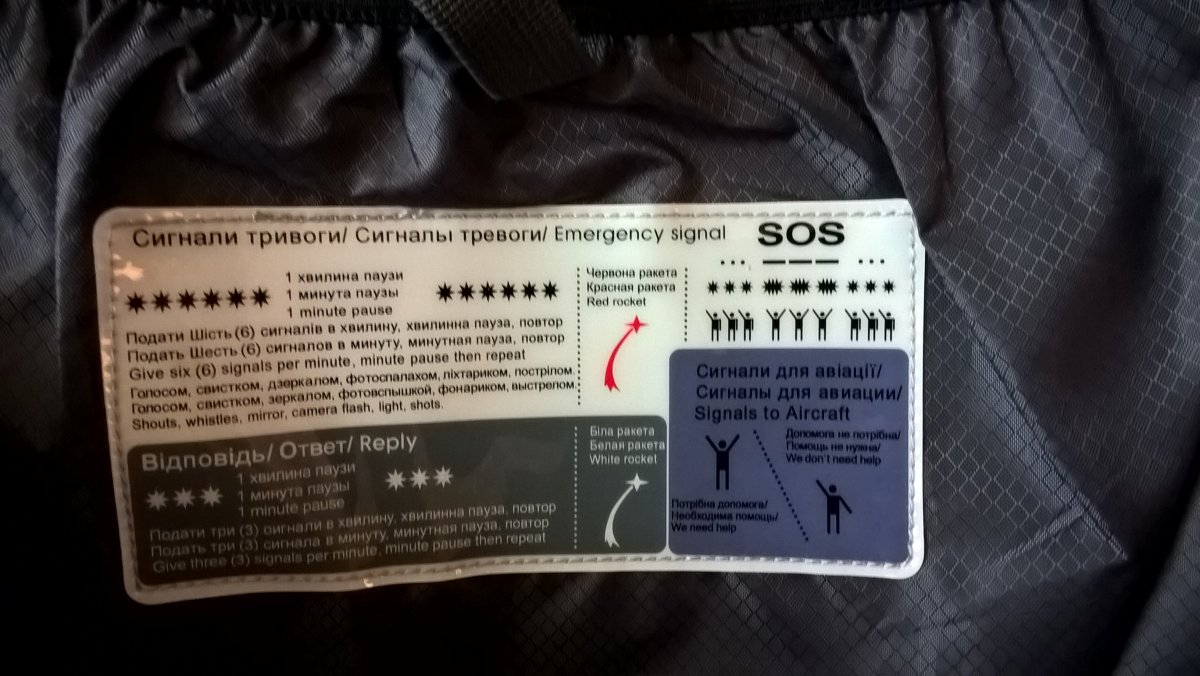 Сигнали тривоги/ Сигналы тревоги/ Emergency signal
SOS
1 хвилина паузи
1 минута паузы
1 minute pause
Подати Шість (6) сигналів в хвилину, хвилинна пауза, повтор
Подать Шесть (6) сигналов в минуту, минутная пауза, повтор
Give six (6) signals per minute, minute pause then repeat
Голосом, свистком, дзеркалом, фотоспалахом, ліхтариком, пострілом.
Голосом, свистком, зеркалом, фотовспышкой, фонариком, выстрелом.
Shouts, whistles, mirror, camera flash, light, shots.
Червона ракета
Красная ракета
Red rocket
Відповідь/ Ответ/ Reply
1 хвилина паузи
1 минута паузы
1 minute pause
Подати три (3) сигнали в хвилину, хвилинна пауза, повтор
Подать три (3) сигнала в минуту, минутная пауза, повтор
Give three (3) signals per minute, minute pause then repeat
Біла ракета
Белая ракета
White rocket
Сигнали для авіації/
Сигналы для авиации/
Signals to Aircraft
Потрібна допомога/
Необходима помощь/
We need help
Допомога не потрібна/
Помощь не нужна/
We don't need help